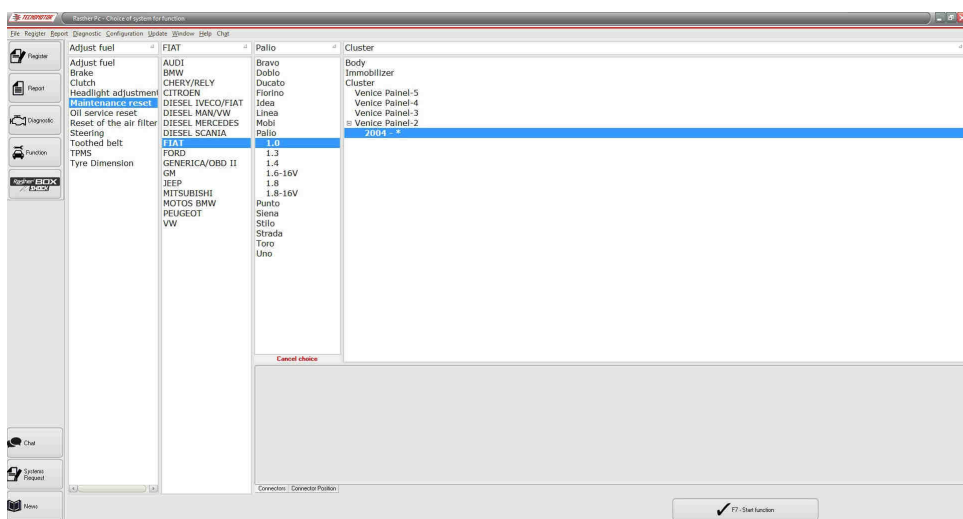 TECNOMOTOR
Rasther Pc - Choice of system for function
File Register Report Diagnostic Configuration Update Window Help Chat
Register
Report
Diagnostic
Function
Rasther BOX
Chat
Systems
Request
News
Adjust fuel
Adjust fuel
Brake
Clutch
Headlight adjustment
Maintenance reset
Oil service reset
Reset of the air filter
Steering
Toothed belt
TPMS
Tyre Dimension
FIAT
AUDI
BMW
CHERY/RELY
CITROEN
DIESEL IVECO/FIAT
DIESEL MAN/VW
DIESEL MERCEDES
DIESEL SCANIA
FIAT
FORD
GENERICA/OBD II
GM
JEEP
MITSUBISHI
MOTOS BMW
PEUGEOT
VW
Palio
Bravo
Doblo
Ducato
Fiorino
Idea
Linea
Mobi
Palio
1.0
1.3
1.4
1.6-16V
1.8
1.8-16V
Punto
Siena
Stilo
Strada
Toro
Uno
Cancel choice
Cluster
Body
Immobilizer
Cluster
Venice Painel-5
Venice Painel-4
Venice Painel-3
Venice Painel-2
2004 - *
Connectors Connector Position
F7 - Start function